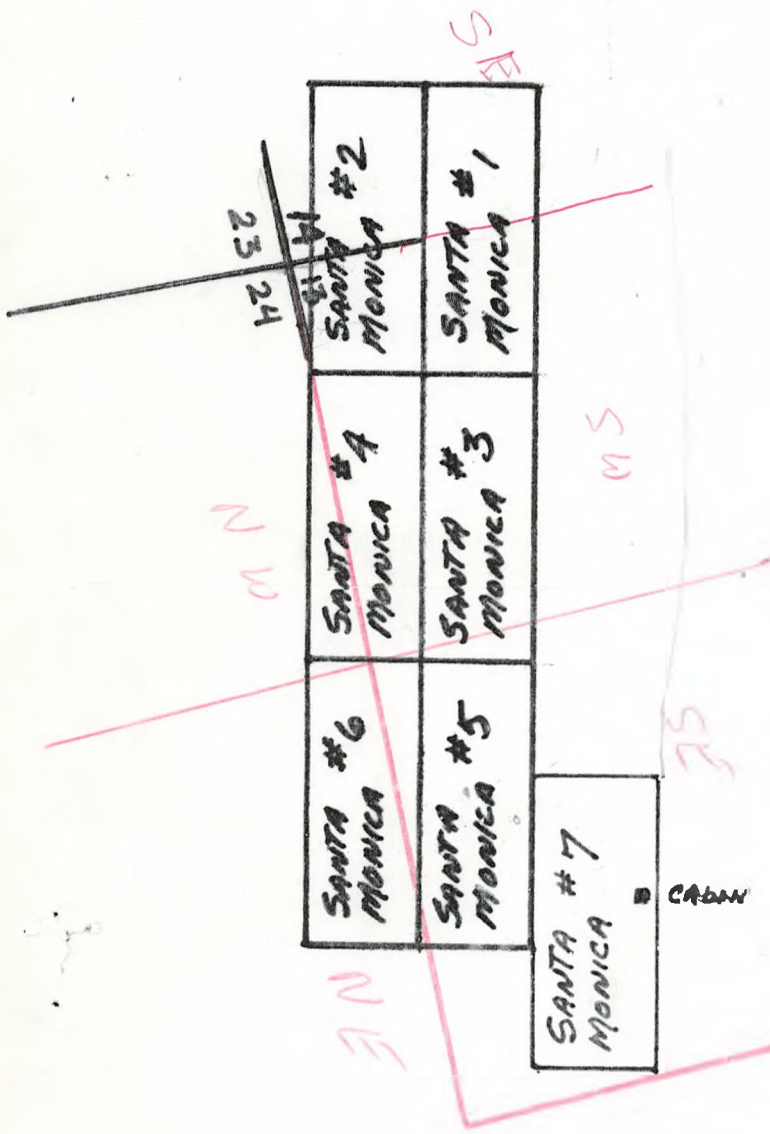 SE
23
24
14
13
SANTA #2
MONICA
SANTA #1
MONICA
NW
SANTA #4
MONICA
SANTA #3
MONICA
SW
SANTA #6
MONICA
SANTA #5
MONICA
SE
NE
SANTA #7
MONICA
CABIN